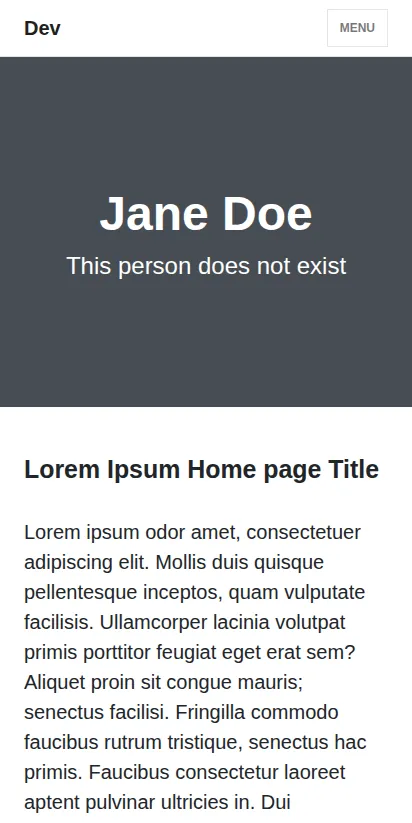 Dev
MENU
Jane Doe
This person does not exist
Lorem Ipsum Home page Title
Lorem ipsum odor amet, consectetuer
adipiscing elit. Mollis duis quisque
pellentesque inceptos, quam vulputate
facilisis. Ullamcorper lacinia volutpat
primis porttitor feugiat eget erat sem?
Aliquet proin sit congue mauris;
senectus facilisi. Fringilla commodo
faucibus rutrum tristique, senectus hac
primis. Faucibus consectetur laoreet
aptent pulvinar ultricies in. Dui